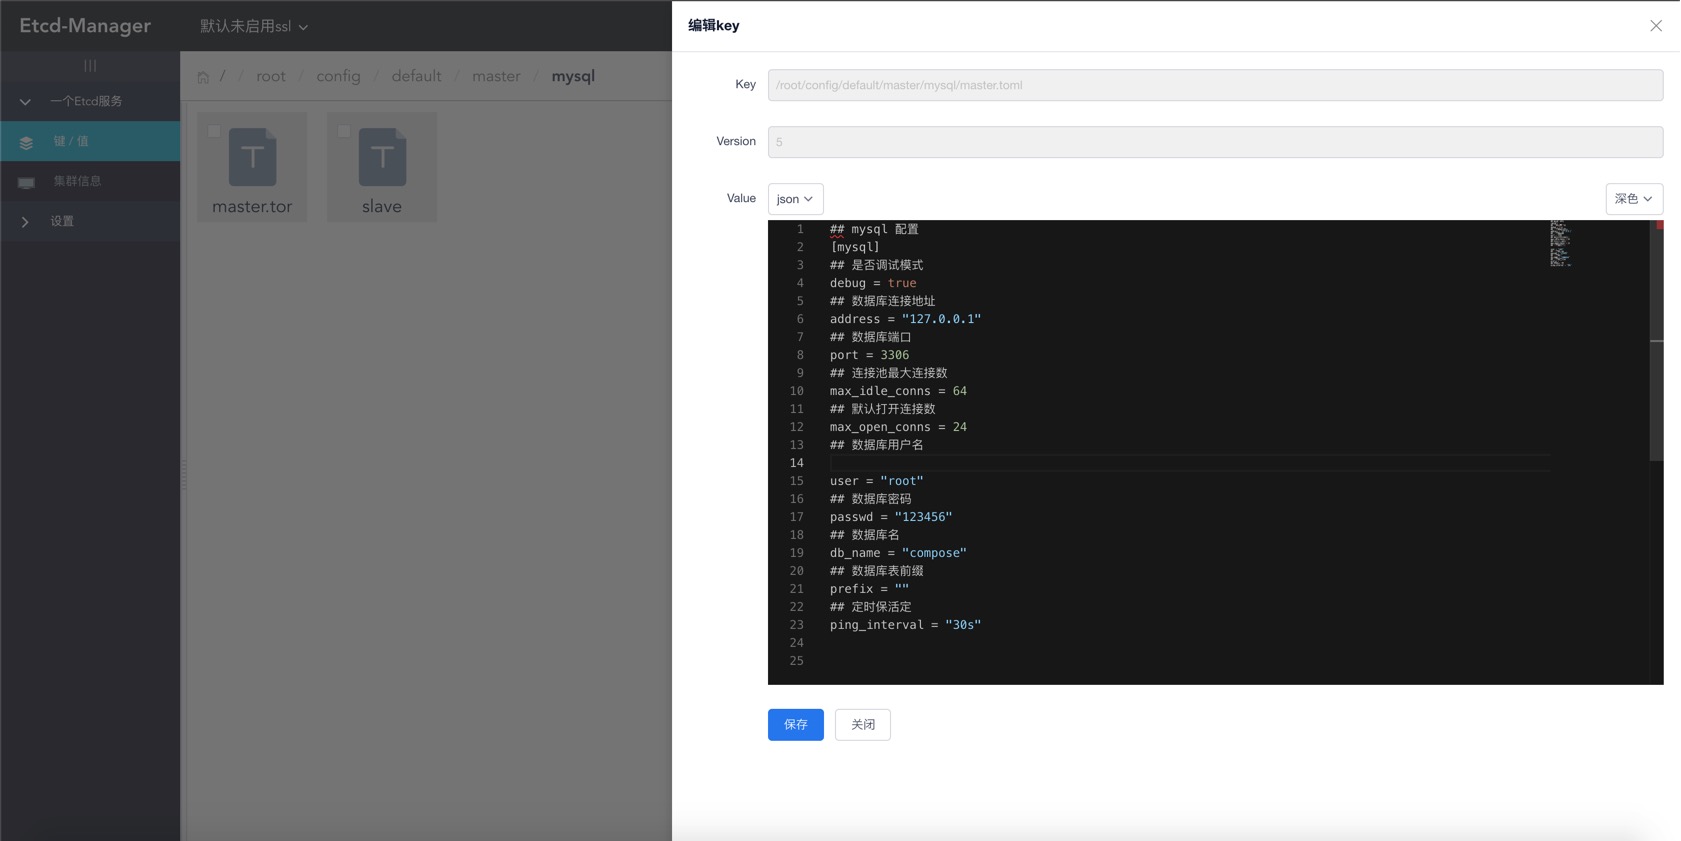 Etcd-Manager
默认未启用ssl
一个Etcd服务
键 / 值
集群信息
设置
/ / root / config / default / master / mysql
master.tor
slave
编辑key
Key
/root/config/default/master/mysql/master.toml
Version
5
Value
json
深色
1 ## mysql 配置
2 [mysql]
3 ## 是否调试模式
4 debug = true
5 ## 数据库连接地址
6 address = "127.0.0.1"
7 ## 数据库端口
8 port = 3306
9 ## 连接池最大连接数
10 max_idle_conns = 64
11 ## 默认打开连接数
12 max_open_conns = 24
13 ## 数据库用户名
14
15 user = "root"
16 ## 数据库密码
17 passwd = "123456"
18 ## 数据库名
19 db_name = "compose"
20 ## 数据库表前缀
21 prefix = ""
22 ## 定时保活定
23 ping_interval = "30s"
24
25
保存
关闭